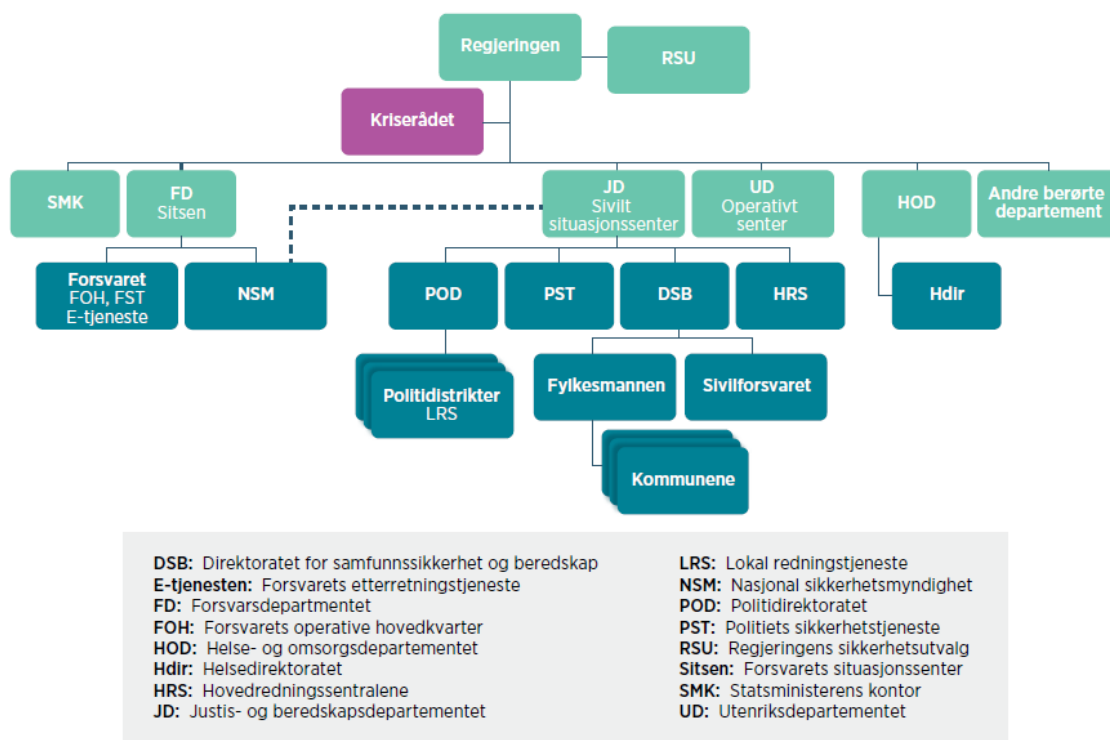 Regjeringen
RSU
Kriserådet
SMK
FD
Sitsen
JD
Sivilt
situasjonssenter
UD
Operativt
senter
HOD
Andre berørte
departement
Forsvaret
FOH, FST
E-tjeneste
NSM
POD
PST
DSB
HRS
Hdir
Politidistrikter
LRS
Fylkesmannen
Sivilforsvaret
Kommunene
DSB: Direktoratet for samfunnssikkerhet og beredskap
E-tjenesten: Forsvarets etterretningstjeneste
FD: Forsvarsdepartmentet
FOH: Forsvarets operative hovedkvarter
HOD: Helse- og omsorgsdepartementet
Hdir: Helsedirektoratet
HRS: Hovedredningssentralene
JD: Justis- og beredskapsdepartementet
LRS: Lokal redningstjeneste
NSM: Nasjonal sikkerhetsmyndighet
POD: Politidirektoratet
PST: Politiets sikkerhetstjeneste
RSU: Regjeringens sikkerhetsutvalg
Sitsen: Forsvarets situasjonssenter
SMK: Statsministerens kontor
UD: Utenriksdepartementet